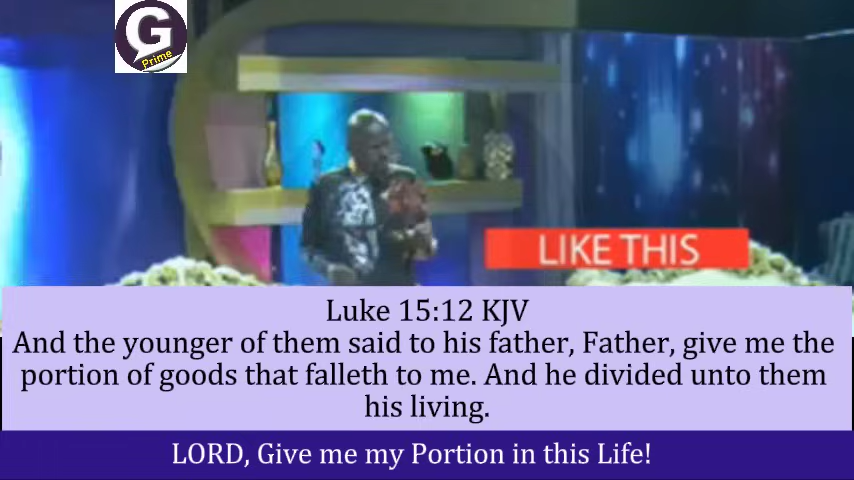 G
Prime
LIKE THIS
Luke 15:12 KJV
And the younger of them said to his father, Father, give me the
portion of goods that falleth to me. And he divided unto them
his living.
LORD, Give me my Portion in this Life!